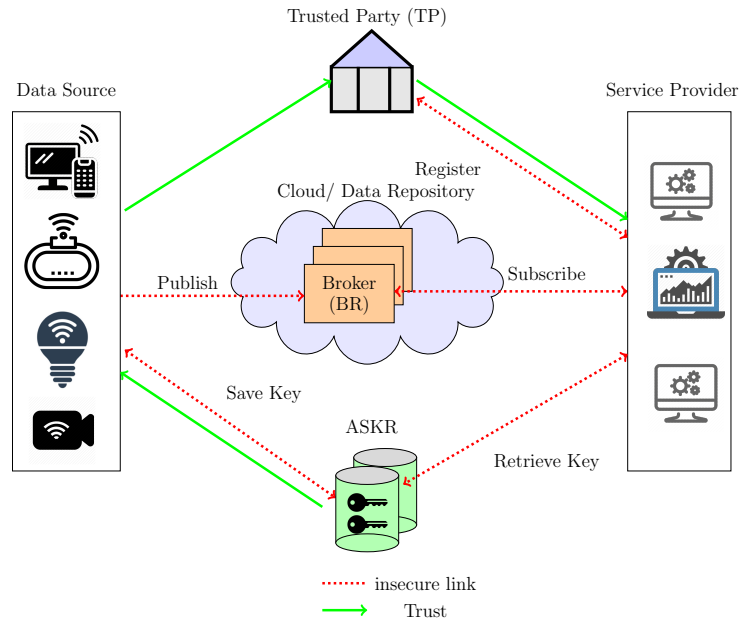 Trusted Party (TP)
Data Source
Service Provider
Register
Cloud/ Data Repository
Publish
Broker
(BR)
Subscribe
Save Key
ASKR
Retrieve Key
insecure link
Trust